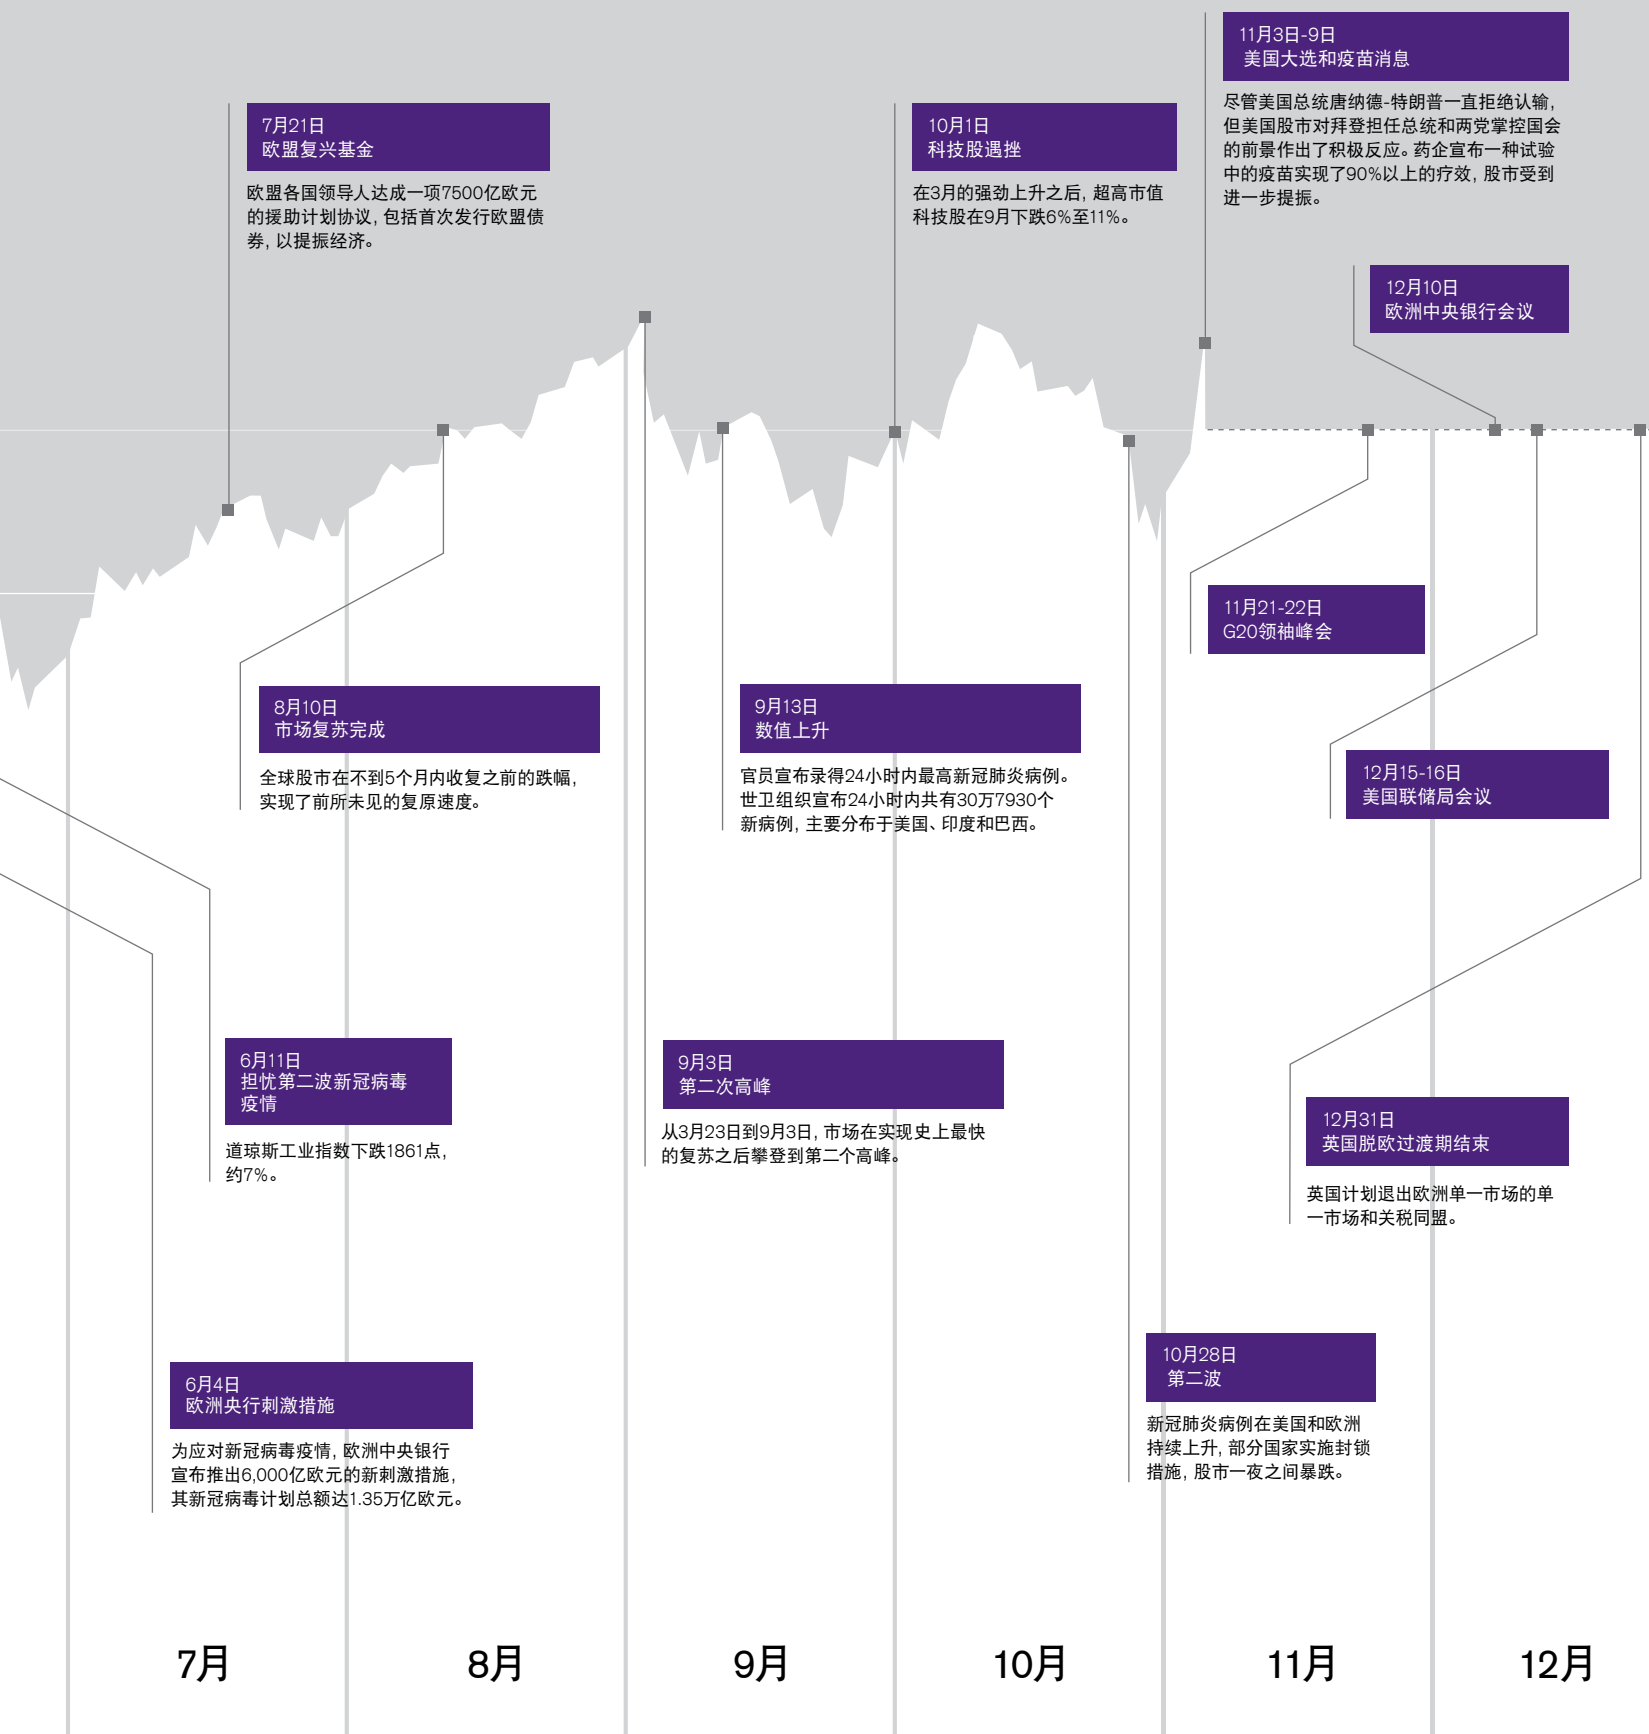 11月3日-9日
美国大选和疫苗消息
尽管美国总统唐纳德-特朗普一直拒绝认输，
但美国股市对拜登担任总统和两党掌控国会
的前景作出了积极反应。药企宣布一种试验
中的疫苗实现了90%以上的疗效，股市受到
进一步提振。
7月21日
欧盟复兴基金
欧盟各国领导人达成一项7500亿欧元
的援助计划协议，包括首次发行欧盟债
券，以提振经济。
10月1日
科技股遇挫
在3月的强劲上升之后，超高市值
科技股在9月下跌6%至11%。
12月10日
欧洲中央银行会议
11月21-22日
G20领袖峰会
8月10日
市场复苏完成
全球股市在不到5个月内收复之前的跌幅，
实现了前所未见的复原速度。
9月13日
数值上升
官员宣布录得24小时内最高新冠肺炎病例。
世卫组织宣布24小时内共有30万7930个
新病例，主要分布于美国、印度和巴西。
12月15-16日
美国联储局会议
6月11日
担忧第二波新冠病毒
疫情
道琼斯工业指数下跌1861点，
约7%。
9月3日
第二次高峰
从3月23日到9月3日，市场在实现史上最快
的复苏之后攀登到第二个高峰。
12月31日
英国脱欧过渡期结束
英国计划退出欧洲单一市场的单
一市场和关税同盟。
10月28日
第二波
新冠肺炎病例在美国和欧洲
持续上升，部分国家实施封锁
措施，股市一夜之间暴跌。
6月4日
欧洲央行刺激措施
为应对新冠病毒疫情，欧洲中央银行
宣布推出6,000亿欧元的新刺激措施，
其新冠病毒计划总额达1.35万亿欧元。
7月
8月
9月
10月
11月
12月